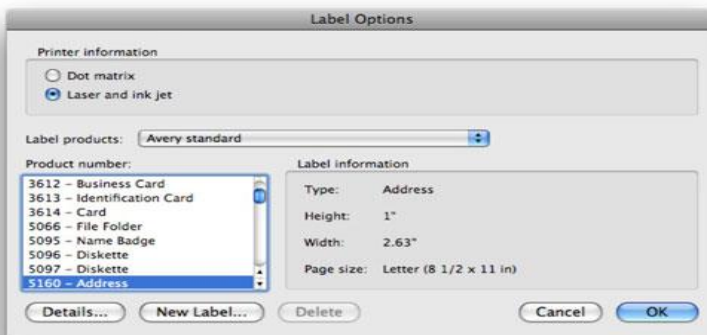 Label Options
Printer information
Dot matrix
Laser and ink jet
Label products: Avery standard
Product number:
3612 – Business Card
3613 – Identification Card
3614 – Card
5066 – File Folder
5095 – Name Badge
5096 – Diskette
5097 – Diskette
5160 – Address
Label information
Type: Address
Height: 1"
Width: 2.63"
Page size: Letter (8 1/2 x 11 in)
Details... New Label... Delete Cancel OK